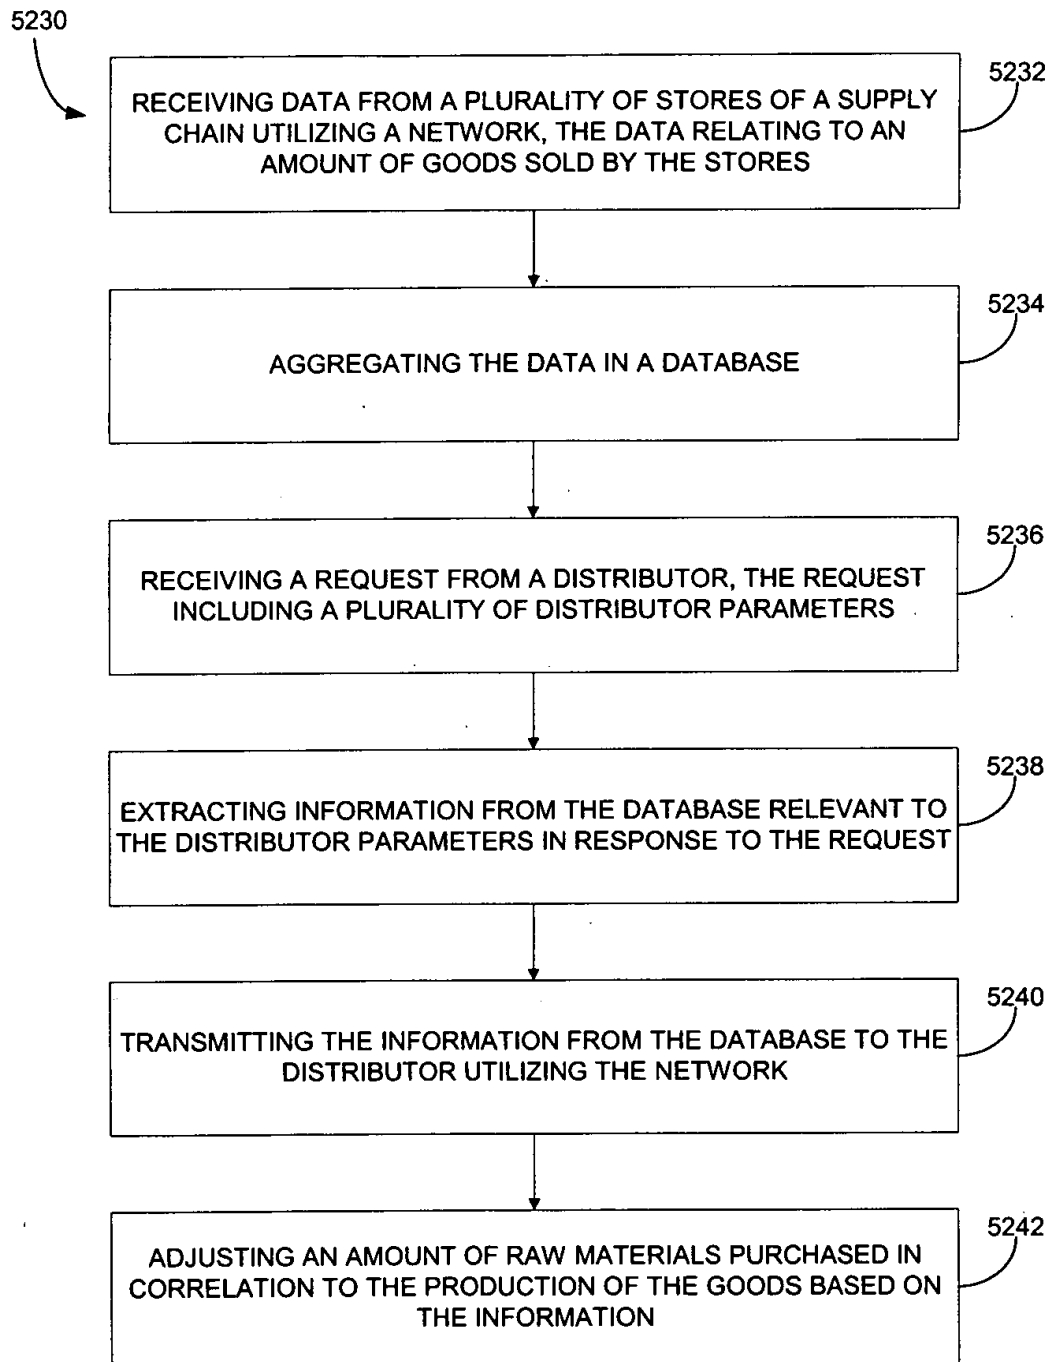 5230
5232
RECEIVING DATA FROM A PLURALITY OF STORES OF A SUPPLY
CHAIN UTILIZING A NETWORK, THE DATA RELATING TO AN
AMOUNT OF GOODS SOLD BY THE STORES
5234
AGGREGATING THE DATA IN A DATABASE
5236
RECEIVING A REQUEST FROM A DISTRIBUTOR, THE REQUEST
INCLUDING A PLURALITY OF DISTRIBUTOR PARAMETERS
5238
EXTRACTING INFORMATION FROM THE DATABASE RELEVANT TO
THE DISTRIBUTOR PARAMETERS IN RESPONSE TO THE REQUEST
5240
TRANSMITTING THE INFORMATION FROM THE DATABASE TO THE
DISTRIBUTOR UTILIZING THE NETWORK
5242
ADJUSTING AN AMOUNT OF RAW MATERIALS PURCHASED IN
CORRELATION TO THE PRODUCTION OF THE GOODS BASED ON
THE INFORMATION